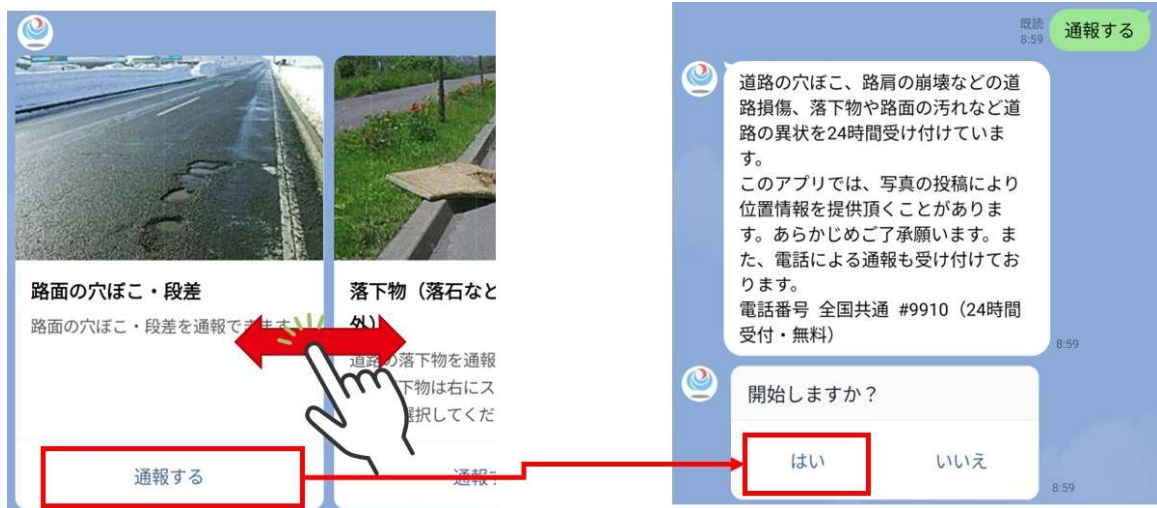 路面の穴ぼこ・段差
路面の穴ぼこ・段差を通報できます
通報する
落下物（落石など
外）
道路の落下物を通報
下物は右にス
選択してくだ
通報
既読
8:59
通報する
道路の穴ぼこ、路肩の崩壊などの道
路損傷、落下物や路面の汚れなど道
路の異状を24時間受け付けていま
す。
このアプリでは、写真の投稿により
位置情報を提供頂くことがありま
す。あらかじめご了承願います。ま
た、電話による通報も受け付けてお
ります。
電話番号 全国共通 #9910（24時間
受付・無料）
8:59
開始しますか？
はい
いいえ
8:59